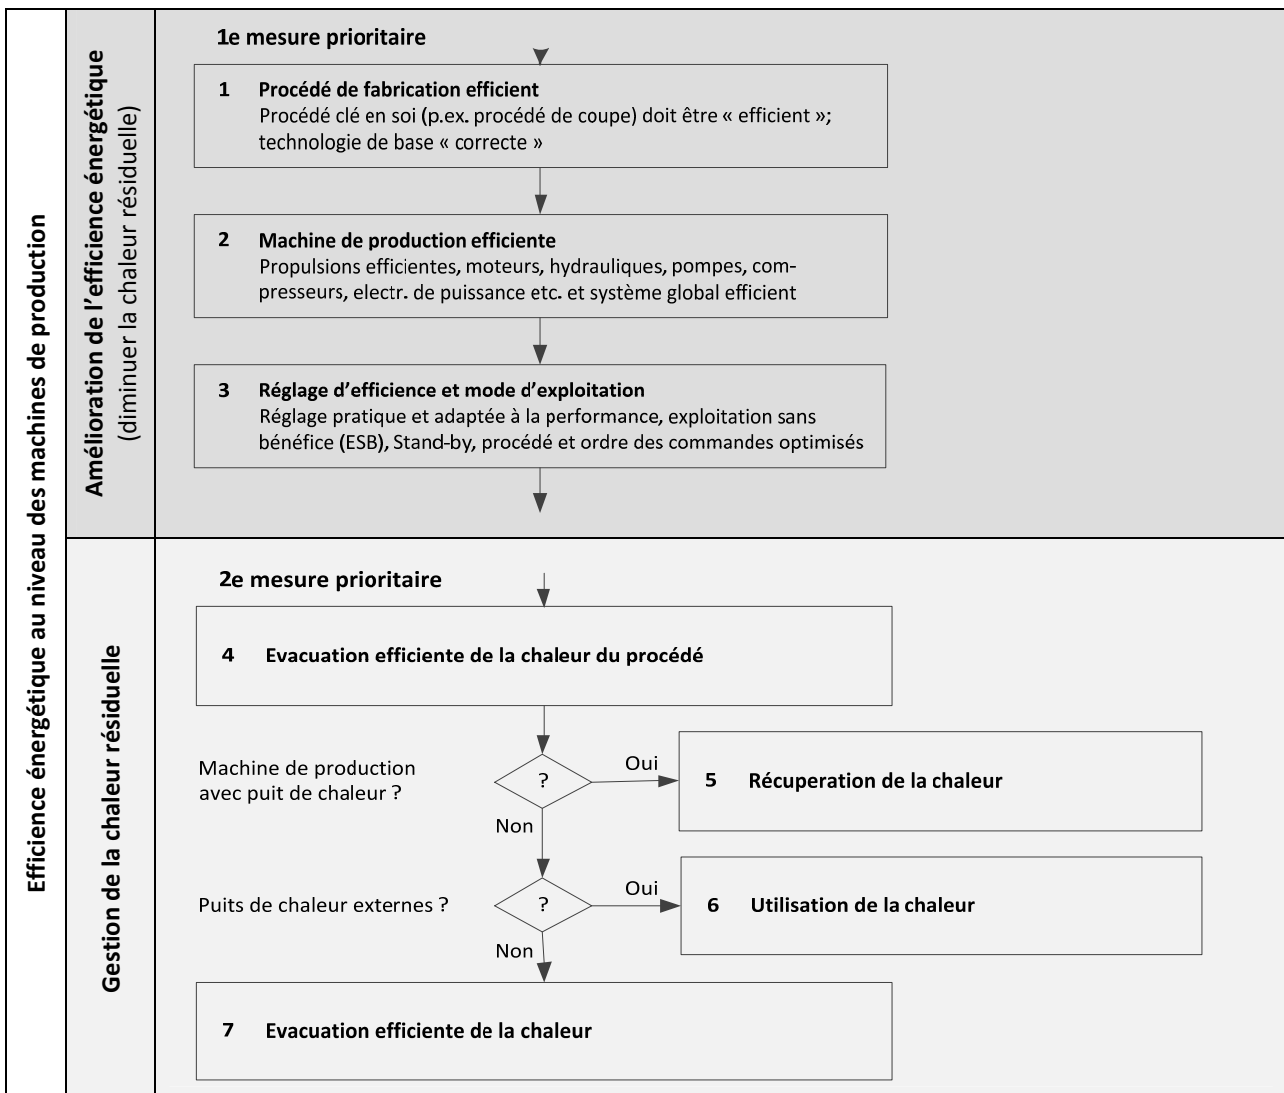 Efficience énergétique au niveau des machines de production
Amélioration de l'efficience énergétique
(diminuer la chaleur résiduelle)
1e mesure prioritaire
1 Procédé de fabrication efficient
Procédé clé en soi (p.ex. procédé de coupe) doit être « efficient »;
technologie de base « correcte »
2 Machine de production efficiente
Propulsions efficientes, moteurs, hydrauliques, pompes, com-
presseurs, electr. de puissance etc. et système global efficient
3 Réglage d'efficience et mode d'exploitation
Réglage pratique et adaptée à la performance, exploitation sans
bénéfice (ESB), Stand-by, procédé et ordre des commandes optimisés
Gestion de la chaleur résiduelle
2e mesure prioritaire
4 Evacuation efficiente de la chaleur du procédé
Machine de production
avec puit de chaleur ?
?
Oui
5 Récuperation de la chaleur
Non
Puits de chaleur externes ?
?
Oui
6 Utilisation de la chaleur
Non
7 Evacuation efficiente de la chaleur